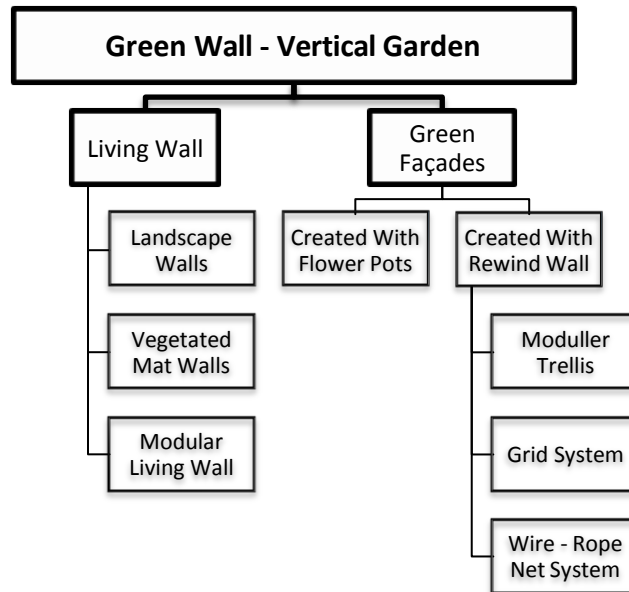 Green Wall - Vertical Garden
Living Wall
Green
Façades
Landscape
Walls
Created With
Flower Pots
Created With
Rewind Wall
Vegetated
Mat Walls
Moduller
Trellis
Modular
Living Wall
Grid System
Wire - Rope
Net System